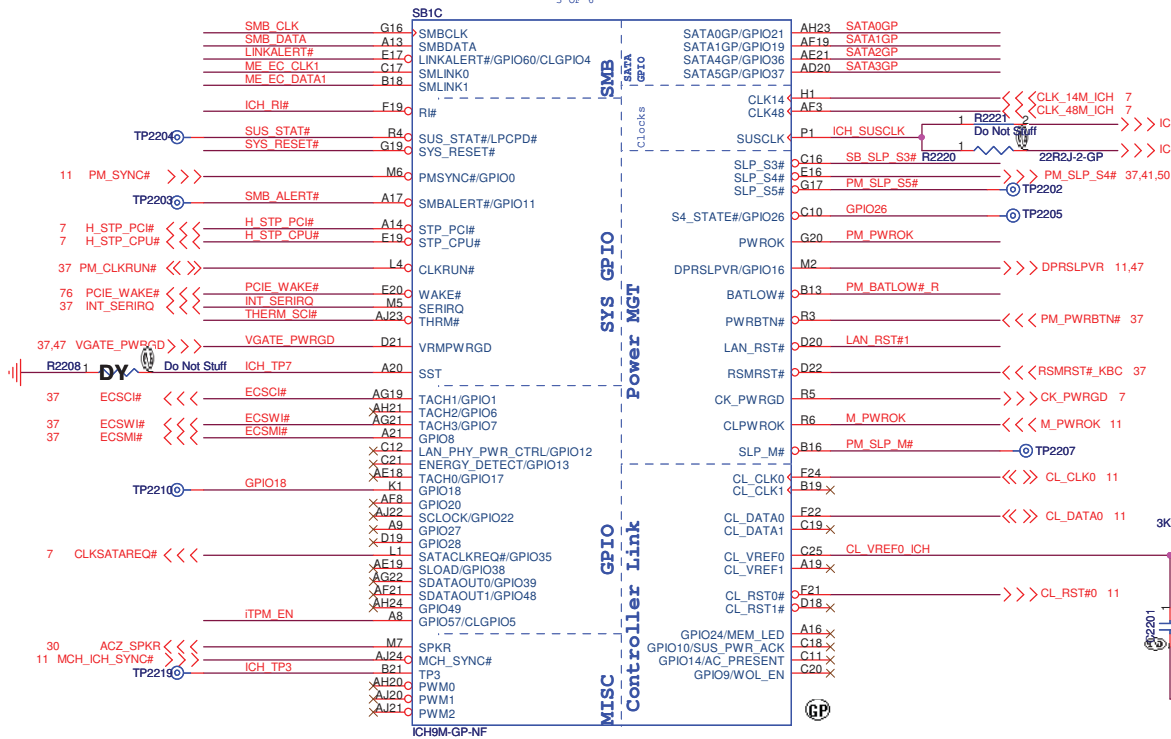 SB1C
SMB_CLK G16 SMBCLK
SMB_DATA A13 SMBDATA
LINKALERT# E17 LINKALERT#/GPIO60/CLGPIO4
ME_EC_CLK1 C17 SMLINK0
ME_EC_DATA1 B18 SMLINK1
SMB
SATA GPIO
SATA0GP/GPIO21 AH23 SATA0GP
SATA1GP/GPIO19 AF19 SATA1GP
SATA4GP/GPIO36 AE21 SATA2GP
SATA5GP/GPIO37 AD20 SATA3GP
ICH_RI# F19 RI#
Clocks
CLK14 H1 CLK_14M_ICH 7
CLK48 AF3 CLK_48M_ICH 7
SUSCLK P1 ICH_SUSCLK
1 R2221 2 IC
Do Not Stuff
1 R2220 2 22R2J-2-GP IC
TP2204 SUS_STAT# R4 SUS_STAT#/LPCPD#
SYS_RESET# G19 SYS_RESET#
11 PM_SYNC# M6 PMSYNC#/GPIO0
TP2203 SMB_ALERT# A17 SMBALERT#/GPIO11
7 H_STP_PCI# H_STP_PCI# A14 STP_PCI#
7 H_STP_CPU# H_STP_CPU# E19 STP_CPU#
37 PM_CLKRUN# L4 CLKRUN#
76 PCIE_WAKE# PCIE_WAKE# E20 WAKE#
37 INT_SERIRQ INT_SERIRQ M5 SERIRQ
THERM_SCI# AJ23 THRM#
37,47 VGATE_PWRGD VGATE_PWRGD D21 VRMPWRGD
R2208 1 DY Do Not Stuff ICH_TP7 A20 SST
SYS GPIO
Power MGT
SLP_S3# C16 SB_SLP_S3#
SLP_S4# E16 PM_SLP_S4# 37,41,50
SLP_S5# G17 PM_SLP_S5# TP2202
S4_STATE#/GPIO26 C10 GPIO26 TP2205
PWROK G20 PM_PWROK
DPRSLPVR/GPIO16 M2 DPRSLPVR 11,47
BATLOW# B13 PM_BATLOW#_R
PWRBTN# R3 PM_PWRBTN# 37
LAN_RST# D20 LAN_RST#1
RSMRST# D22 RSMRST#_KBC 37
CK_PWRGD R5 CK_PWRGD 7
CLPWROK R6 M_PWROK 11
SLP_M# B16 PM_SLP_M# TP2207
37 ECSCI# AG19 TACH1/GPIO1
AH21 TACH2/GPIO6
37 ECSWI# ECSWI# AG21 TACH3/GPIO7
37 ECSMI# ECSMI# A21 GPIO8
C12 LAN_PHY_PWR_CTRL/GPIO12
C21 ENERGY_DETECT/GPIO13
AE18 TACH0/GPIO17
TP2210 GPIO18 K1 GPIO18
AF8 GPIO20
AJ22 SCLOCK/GPIO22
A9 GPIO27
D19 GPIO28
7 CLKSATAREQ# L1 SATACLKREQ#/GPIO35
AE19 SLOAD/GPIO38
AG22 SDATAOUT0/GPIO39
AF21 SDATAOUT1/GPIO48
AH24 GPIO49
iTPM_EN A8 GPIO57/CLGPIO5
GPIO
Controller Link
CL_CLK0 F24 CL_CLK0 11
CL_CLK1 B19
CL_DATA0 F22 CL_DATA0 11
CL_DATA1 C19
CL_VREF0 C25 CL_VREF0_ICH
CL_VREF1 A19
CL_RST0# F21 CL_RST#0 11
CL_RST1# D18
GPIO24/MEM_LED A16
GPIO10/SUS_PWR_ACK C18
GPIO14/AC_PRESENT C11
GPIO9/WOL_EN C20
3K
1
30 ACZ_SPKR M7 SPKR
11 MCH_ICH_SYNC# AJ24 MCH_SYNC#
TP2219 ICH_TP3 B21 TP3
AH20 PWM0
AJ20 PWM1
AJ21 PWM2
MISC
GP
ICH9M-GP-NF